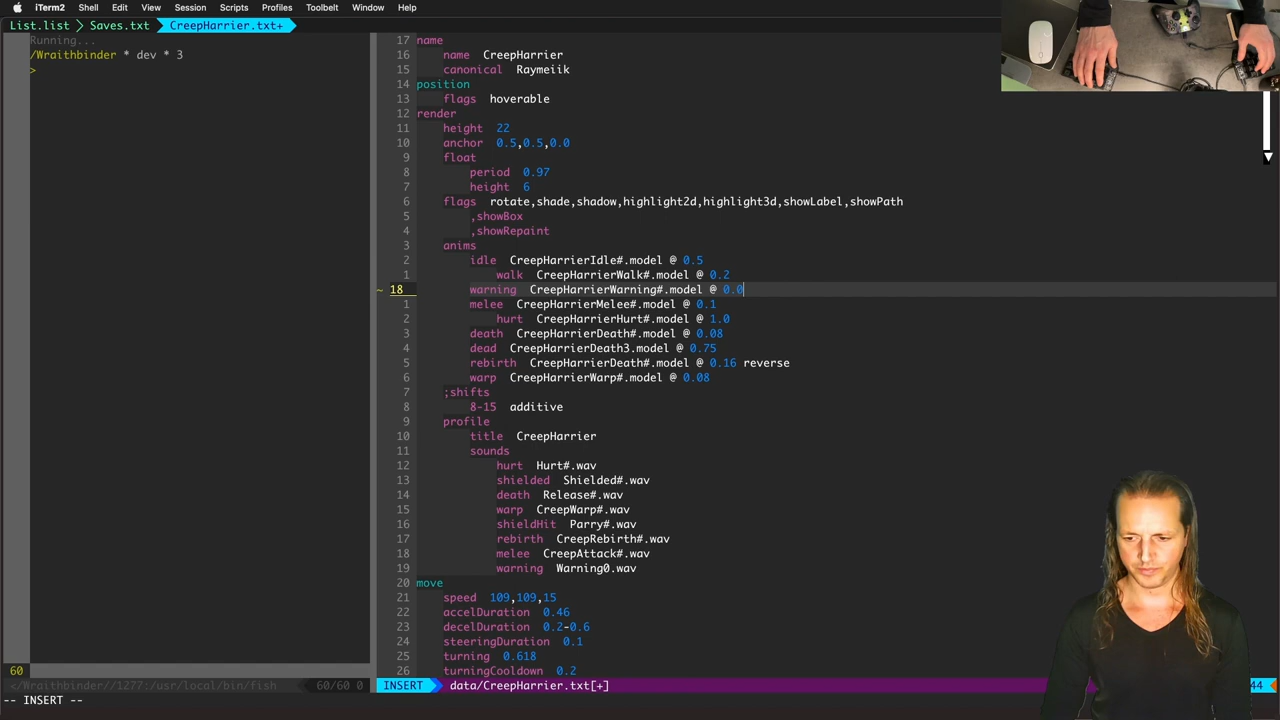 iTerm2 Shell Edit View Session Scripts Profiles Toolbelt Window Help
List.list Saves.txt CreepHarrier.txt+
Running...
/Wraithbinder * dev * 3
>
17 name
16 name CreepHarrier
15 canonical Raymeiik
14 position
13 flags hoverable
12 render
11 height 22
10 anchor 0.5,0.5,0.0
9 float
8 period 0.97
7 height 6
6 flags rotate,shade,shadow,highlight2d,highlight3d,showLabel,showPath
5 ,showBox
4 ,showRepaint
3 anims
2 idle CreepHarrierIdle#.model @ 0.5
1 walk CreepHarrierWalk#.model @ 0.2
~ 18 warning CreepHarrierWarning#.model @ 0.0
1 melee CreepHarrierMelee#.model @ 0.1
2 hurt CreepHarrierHurt#.model @ 1.0
3 death CreepHarrierDeath#.model @ 0.08
4 dead CreepHarrierDeath3.model @ 0.75
5 rebirth CreepHarrierDeath#.model @ 0.16 reverse
6 warp CreepHarrierWarp#.model @ 0.08
7 ;shifts
8 8-15 additive
9 profile
10 title CreepHarrier
11 sounds
12 hurt Hurt#.wav
13 shielded Shielded#.wav
14 death Release#.wav
15 warp CreepWarp#.wav
16 shieldHit Parry#.wav
17 rebirth CreepRebirth#.wav
18 melee CreepAttack#.wav
19 warning Warning0.wav
20 move
21 speed 109,109,15
22 accelDuration 0.46
23 decelDuration 0.2-0.6
24 steeringDuration 0.1
25 turning 0.618
26 turningCooldown 0.2
60
</Wraithbinder//1277:/usr/local/bin/fish 60/60 0 INSERT data/CreepHarrier.txt[+] 44
-- INSERT --